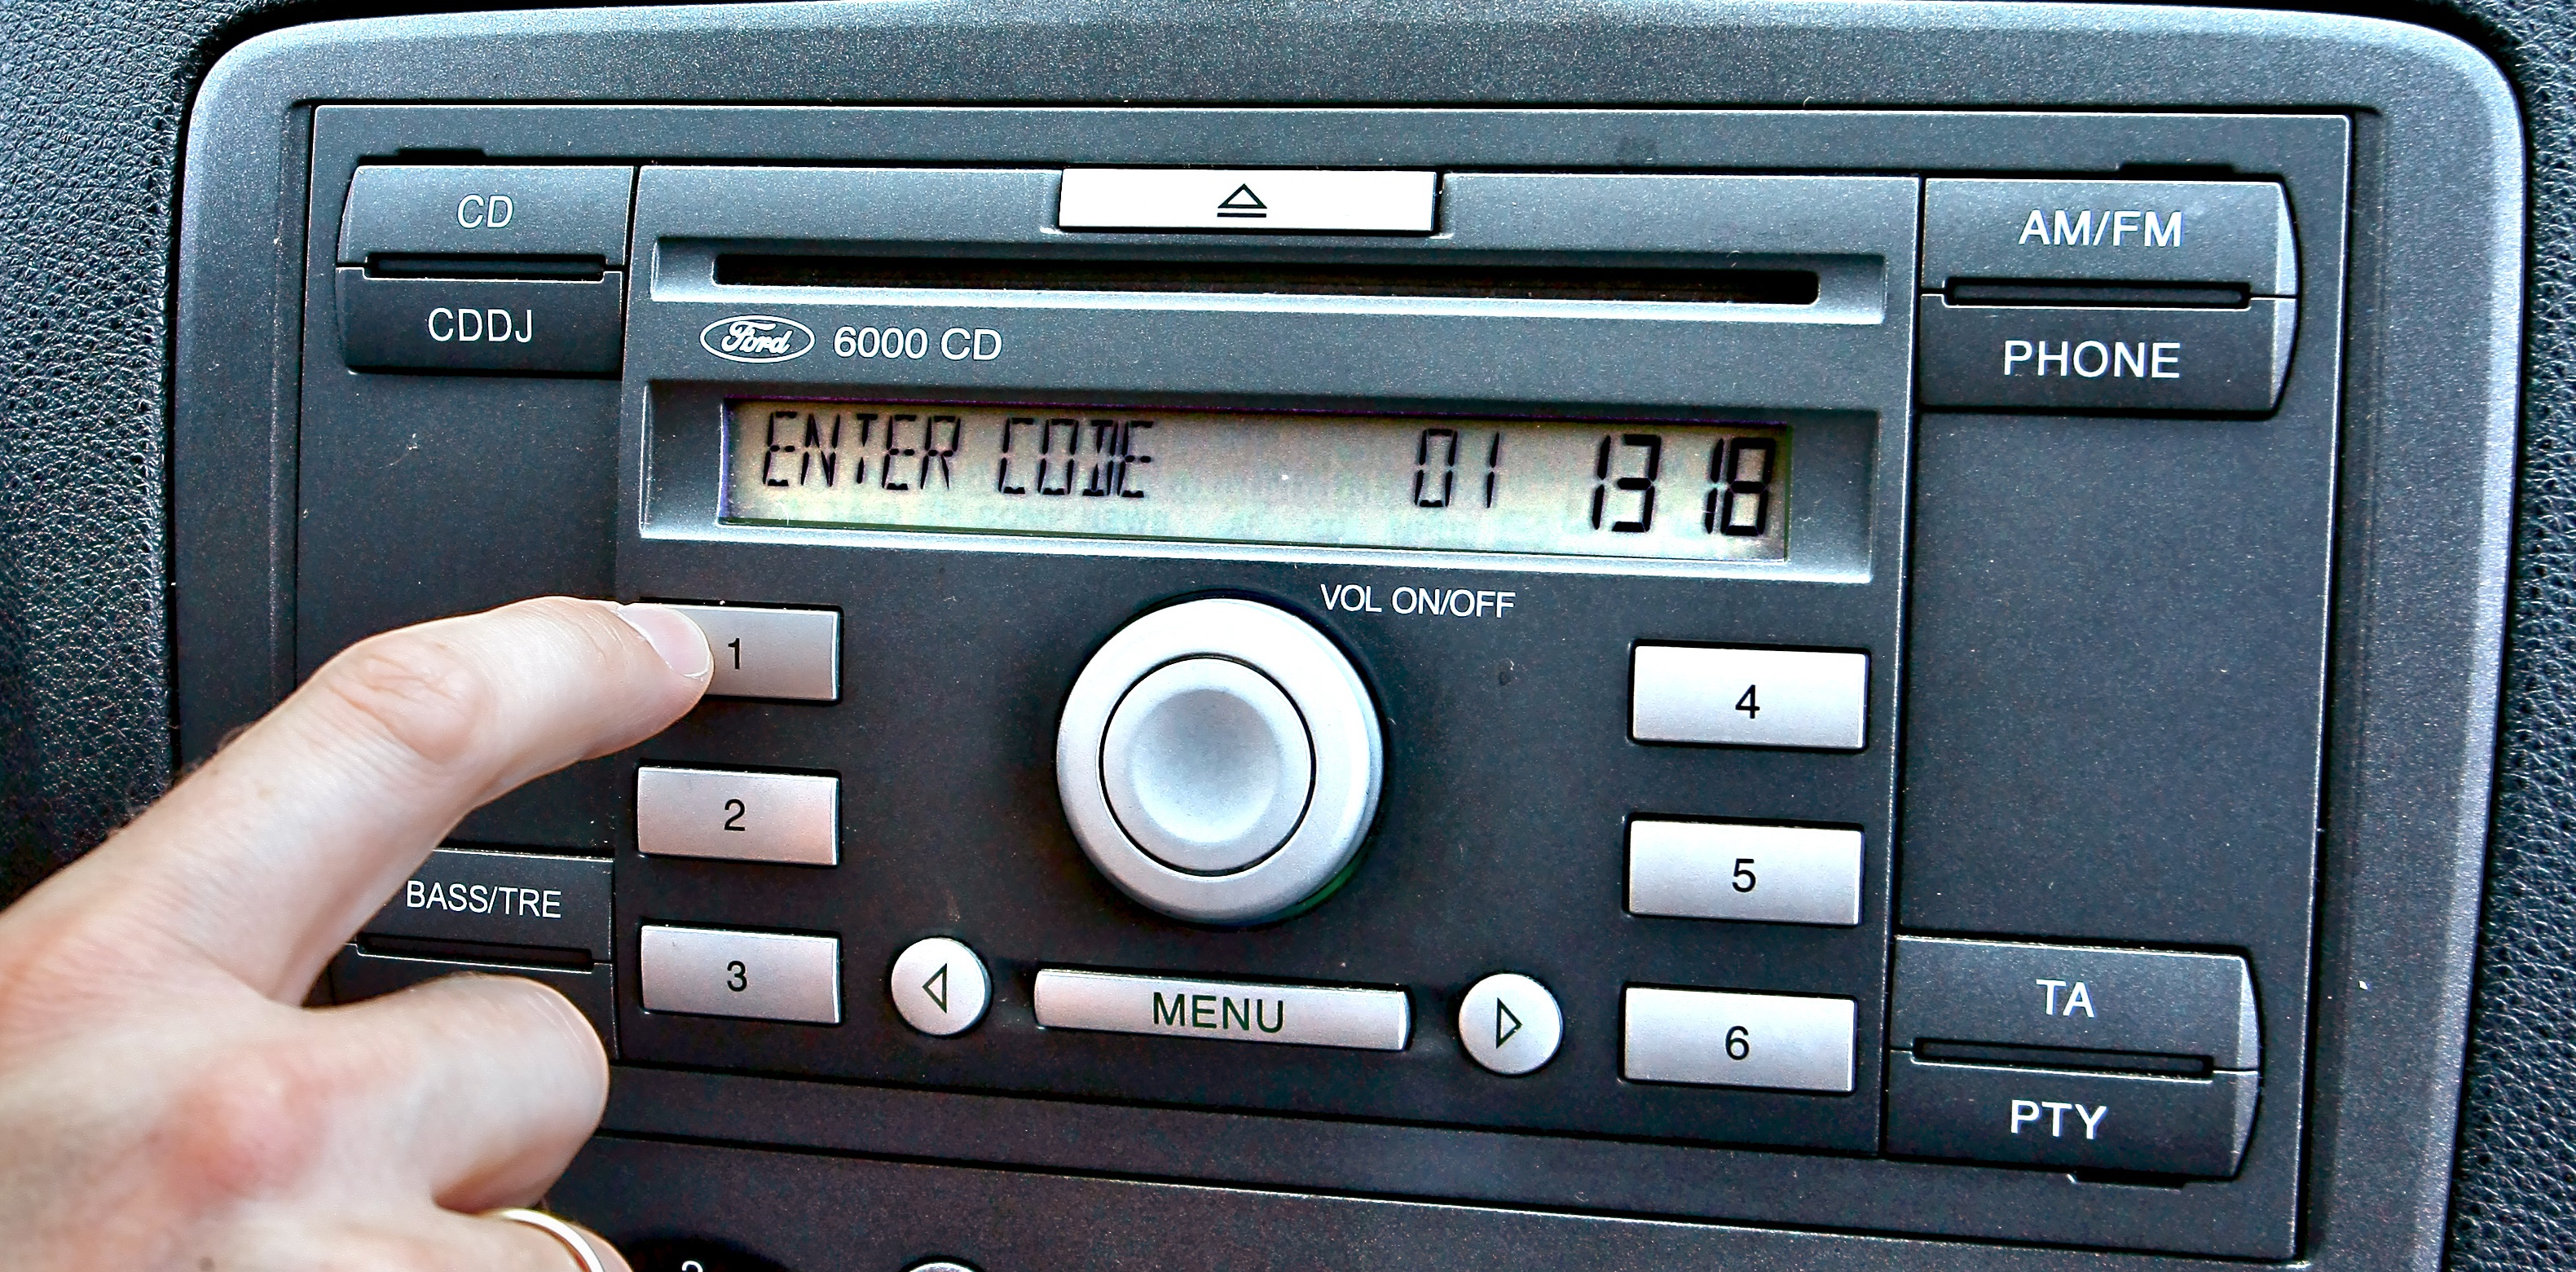 CD
CDDJ
AM/FM
PHONE
Ford 6000 CD
ENTER CODE 01 1318
VOL ON/OFF
1
2
3
4
5
6
BASS/TRE
MENU
TA
PTY